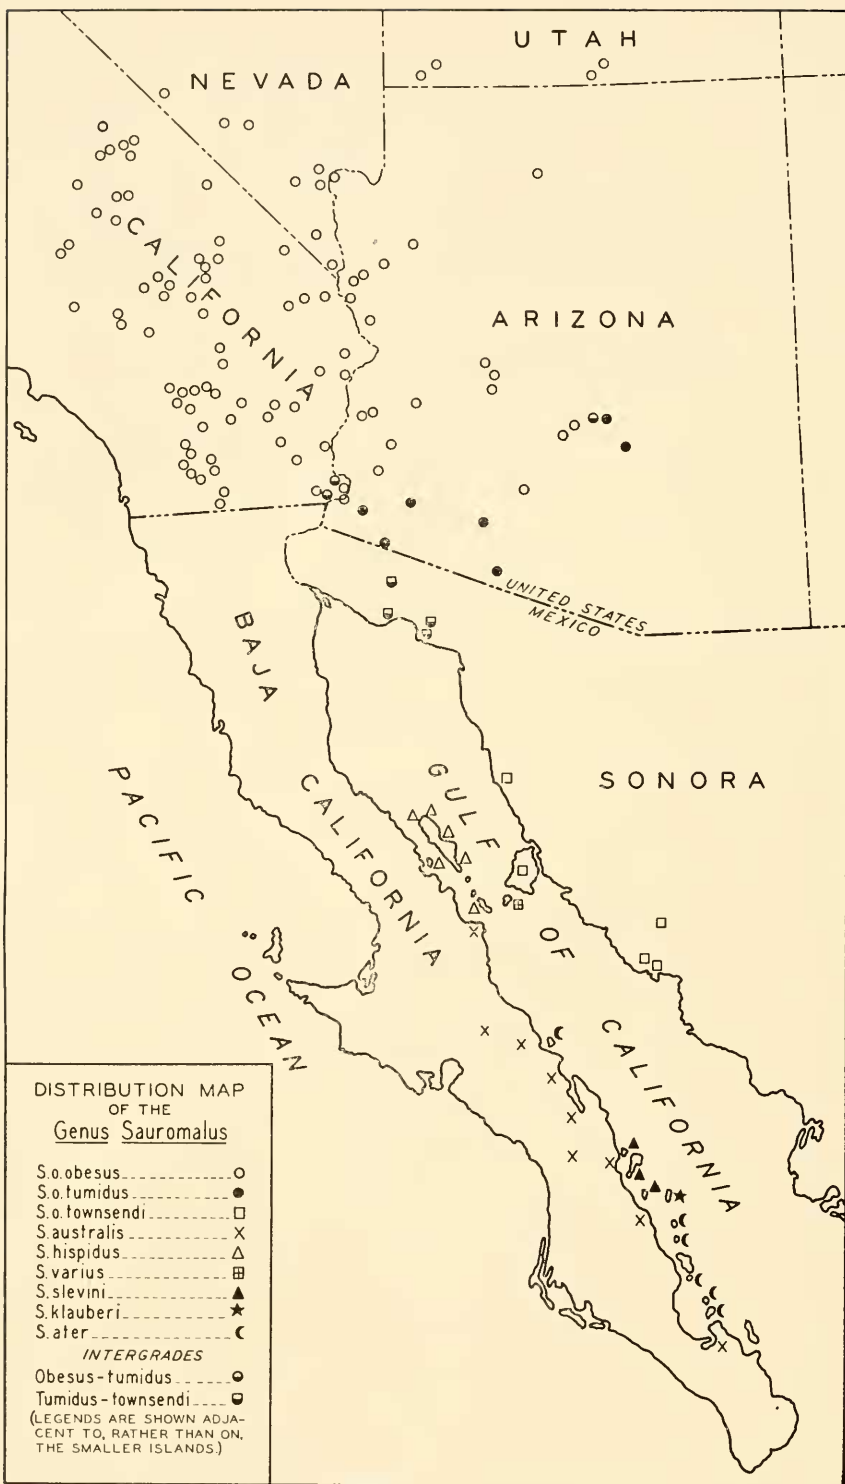 UTAH
NEVADA
CALIFORNIA
ARIZONA
UNITED STATES
MEXICO
BAJA
CALIFORNIA
GULF
OF
CALIFORNIA
SONORA
PACIFIC
OCEAN
DISTRIBUTION MAP
OF THE
Genus Sauromalus
S.o.obesus
S.o.tumidus
S.o.townsendi
S.australis
S.hispidus
S.varius
S.slevini
S.klauberi
S.ater
INTERGRADES
Obesus-tumidus
Tumidus-townsendi
(LEGENDS ARE SHOWN ADJA-
CENT TO, RATHER THAN ON,
THE SMALLER ISLANDS.)